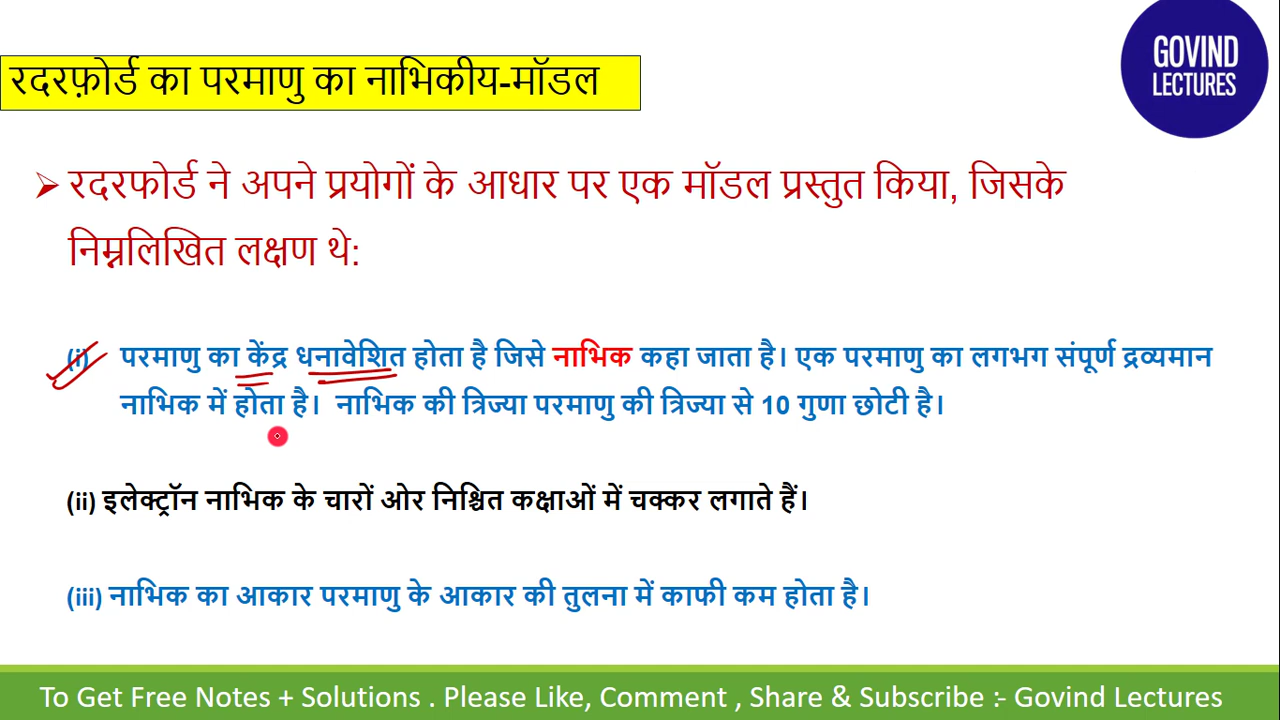 GOVIND
LECTURES
रदरफ़ोर्ड का परमाणु का नाभिकीय-मॉडल
रदरफोर्ड ने अपने प्रयोगों के आधार पर एक मॉडल प्रस्तुत किया, जिसके
निम्नलिखित लक्षण थे:
(i) परमाणु का केंद्र धनावेशित होता है जिसे नाभिक कहा जाता है। एक परमाणु का लगभग संपूर्ण द्रव्यमान
नाभिक में होता है। नाभिक की त्रिज्या परमाणु की त्रिज्या से 10 गुणा छोटी है।
(ii) इलेक्ट्रॉन नाभिक के चारों ओर निश्चित कक्षाओं में चक्कर लगाते हैं।
(iii) नाभिक का आकार परमाणु के आकार की तुलना में काफी कम होता है।
To Get Free Notes + Solutions . Please Like, Comment , Share & Subscribe :- Govind Lectures